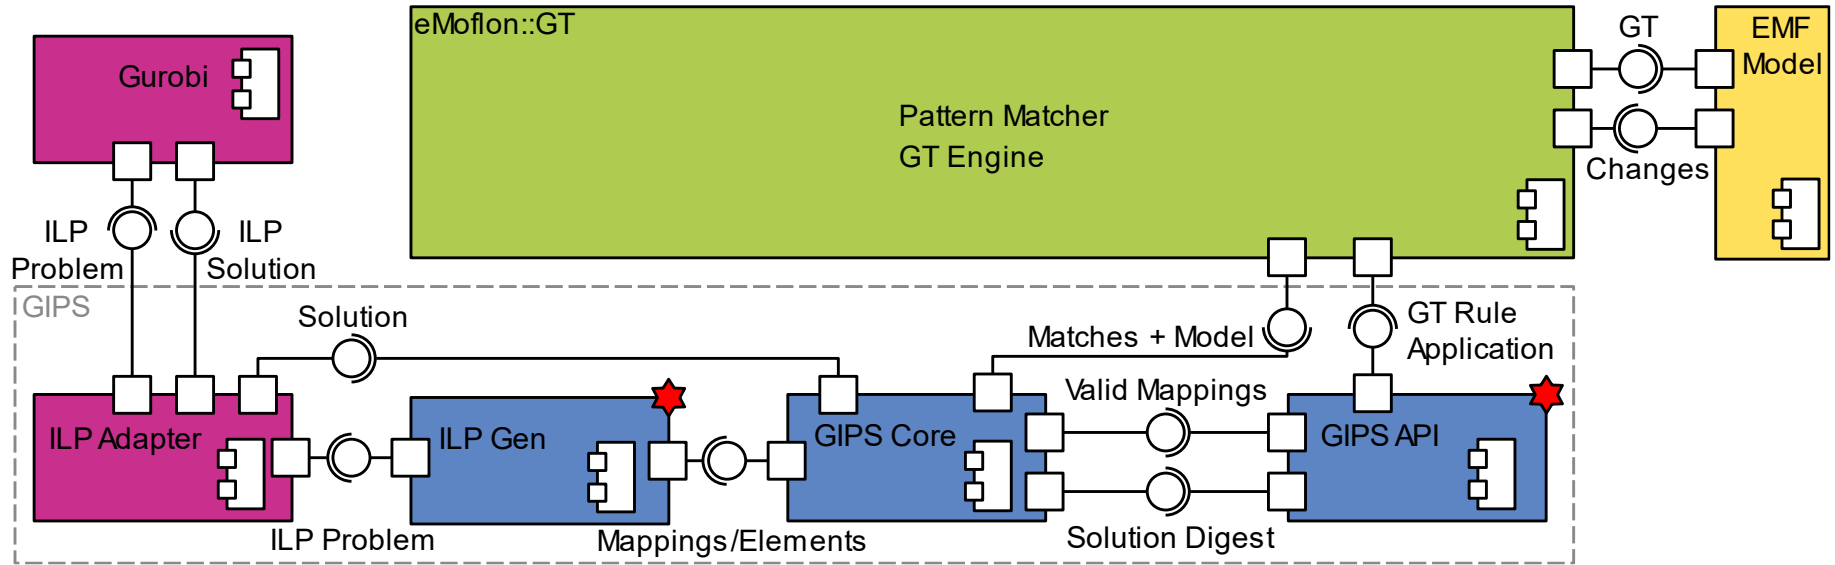 eMoflon::GT
GT
EMF
Model
Gurobi
Pattern Matcher
GT Engine
Changes
ILP
Problem
ILP
Solution
GIPS
Solution
Matches + Model
GT Rule
Application
Valid Mappings
ILP Adapter
ILP Gen
GIPS Core
GIPS API
ILP Problem
Mappings/Elements
Solution Digest